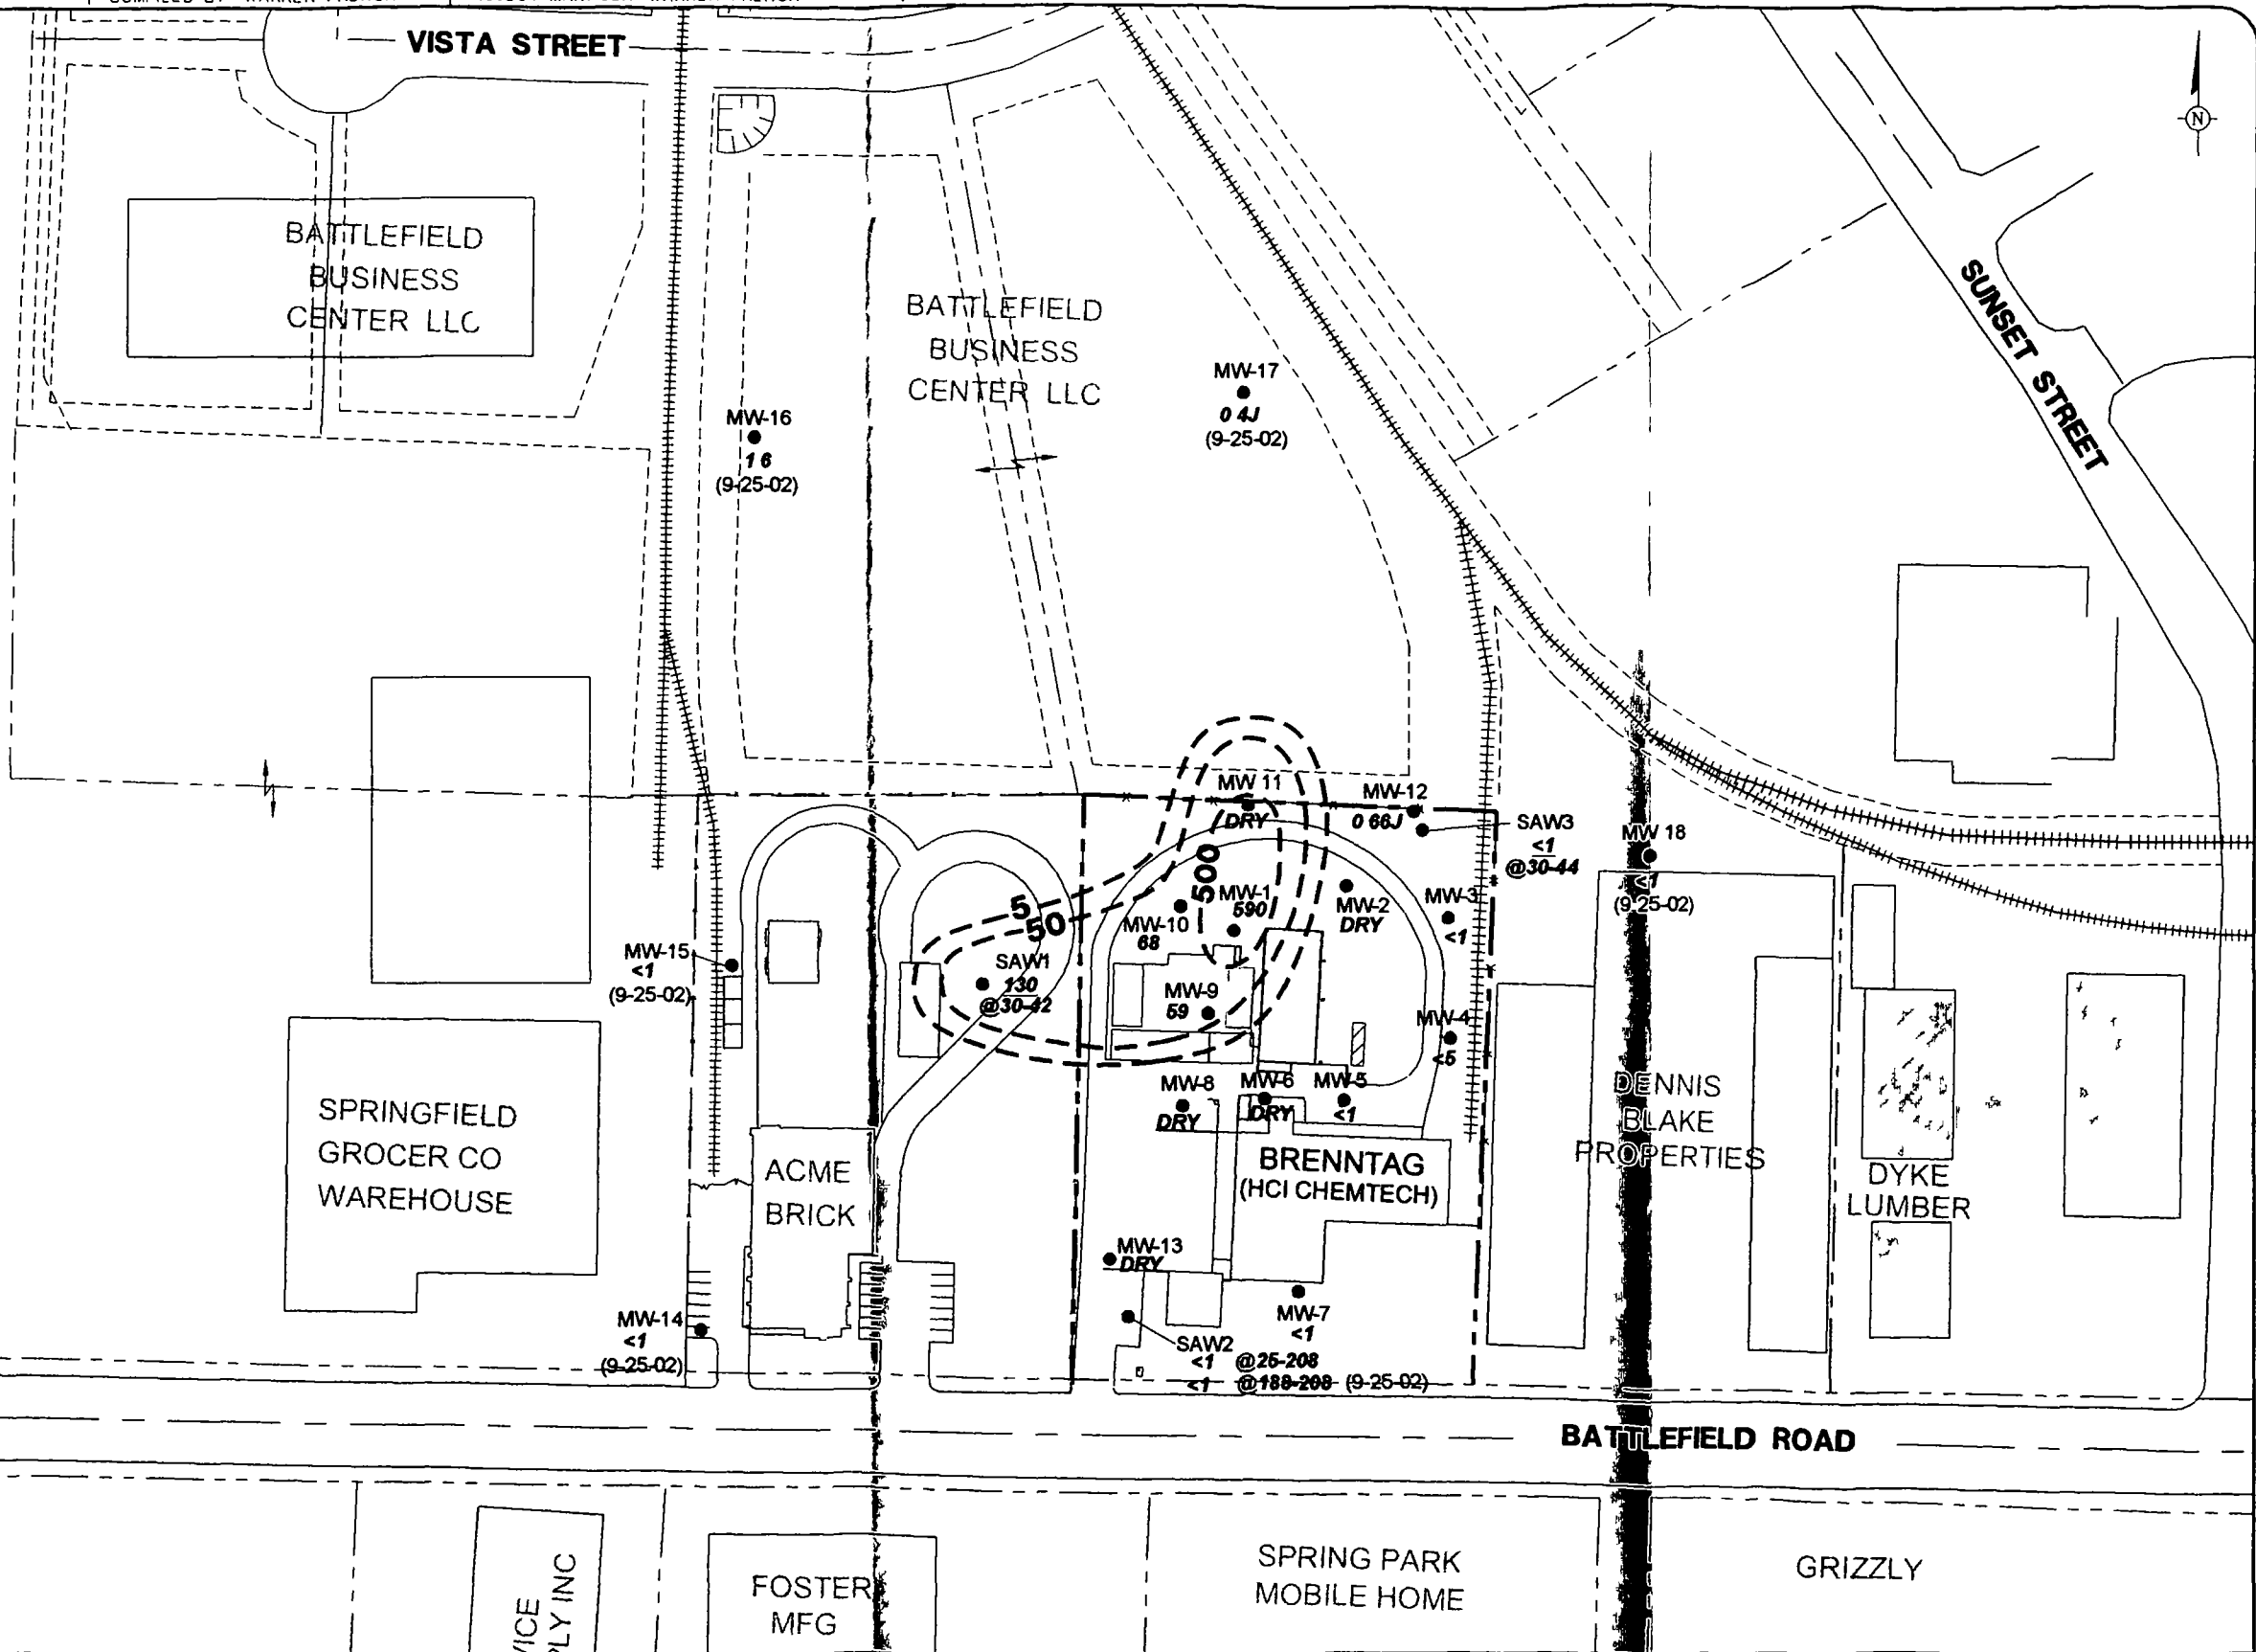 VISTA STREET
N
BATTLEFIELD
BUSINESS
CENTER LLC
BATTLEFIELD
BUSINESS
CENTER LLC
SUNSET STREET
MW-17
0 4J
(9-25-02)
MW-16
1 6
(9-25-02)
MW 11
DRY
MW-12
0 66J
SAW3
<1
@30-44
MW 18
<1
(9-25-02)
500
5
50
MW-1
590
MW-2
DRY
MW-3
<1
MW-10
68
MW-15
<1
(9-25-02)
SAW1
130
@30-42
MW-9
59
MW-4
<5
MW-8
DRY
MW-6
DRY
MW-5
<1
SPRINGFIELD
GROCER CO
WAREHOUSE
ACME
BRICK
BRENNTAG
(HCI CHEMTECH)
DENNIS
BLAKE
PROPERTIES
DYKE
LUMBER
MW-13
DRY
MW-7
<1
MW-14
<1
(9-25-02)
SAW2
<1 @25-208
<1 @188-208 (9-25-02)
BATTLEFIELD ROAD
FOSTER
MFG
SPRING PARK
MOBILE HOME
GRIZZLY